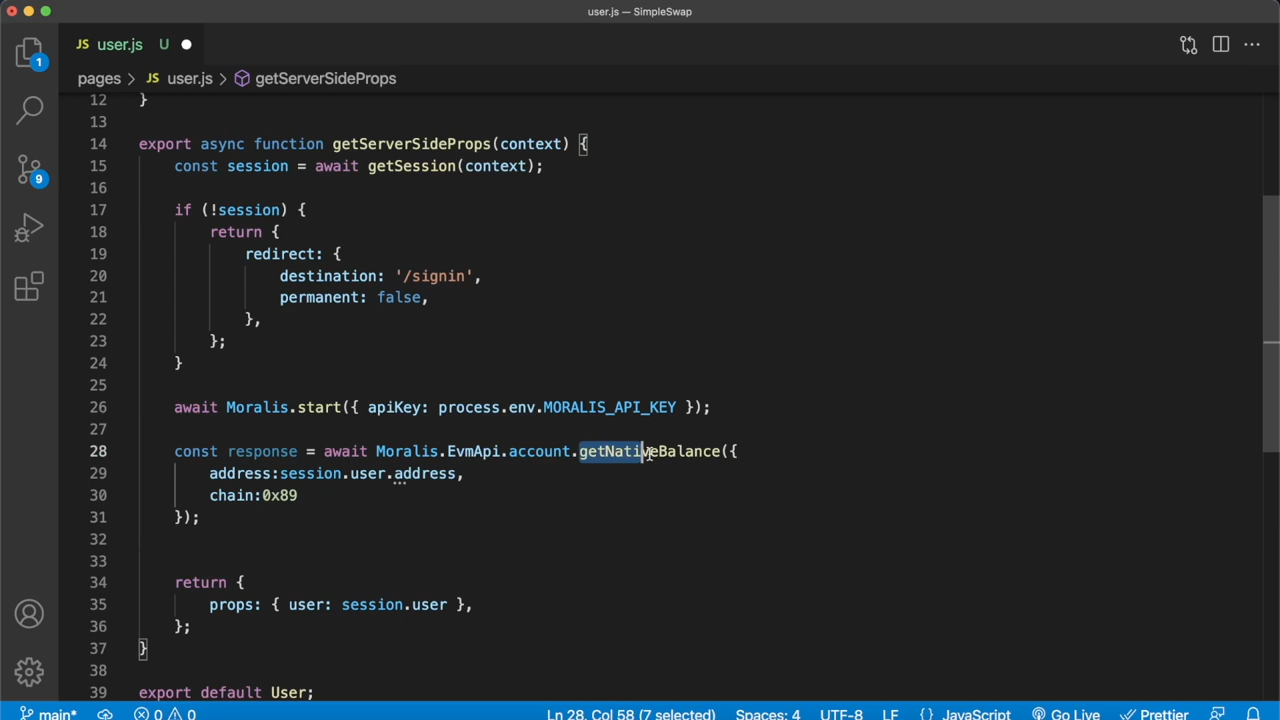 user.js — SimpleSwap
JS user.js U
pages > JS user.js > getServerSideProps
12 }
13
14 export async function getServerSideProps(context) {
15 const session = await getSession(context);
16
17 if (!session) {
18 return {
19 redirect: {
20 destination: '/signin',
21 permanent: false,
22 },
23 };
24 }
25
26 await Moralis.start({ apiKey: process.env.MORALIS_API_KEY });
27
28 const response = await Moralis.EvmApi.account.getNativeBalance({
29 address:session.user.address,
30 chain:0x89
31 });
32
33
34 return {
35 props: { user: session.user },
36 };
37 }
38
39 export default User;
1
9
main* 0 0 Ln 28, Col 58 (7 selected) Spaces: 4 UTF-8 LF {} JavaScript Go Live Prettier